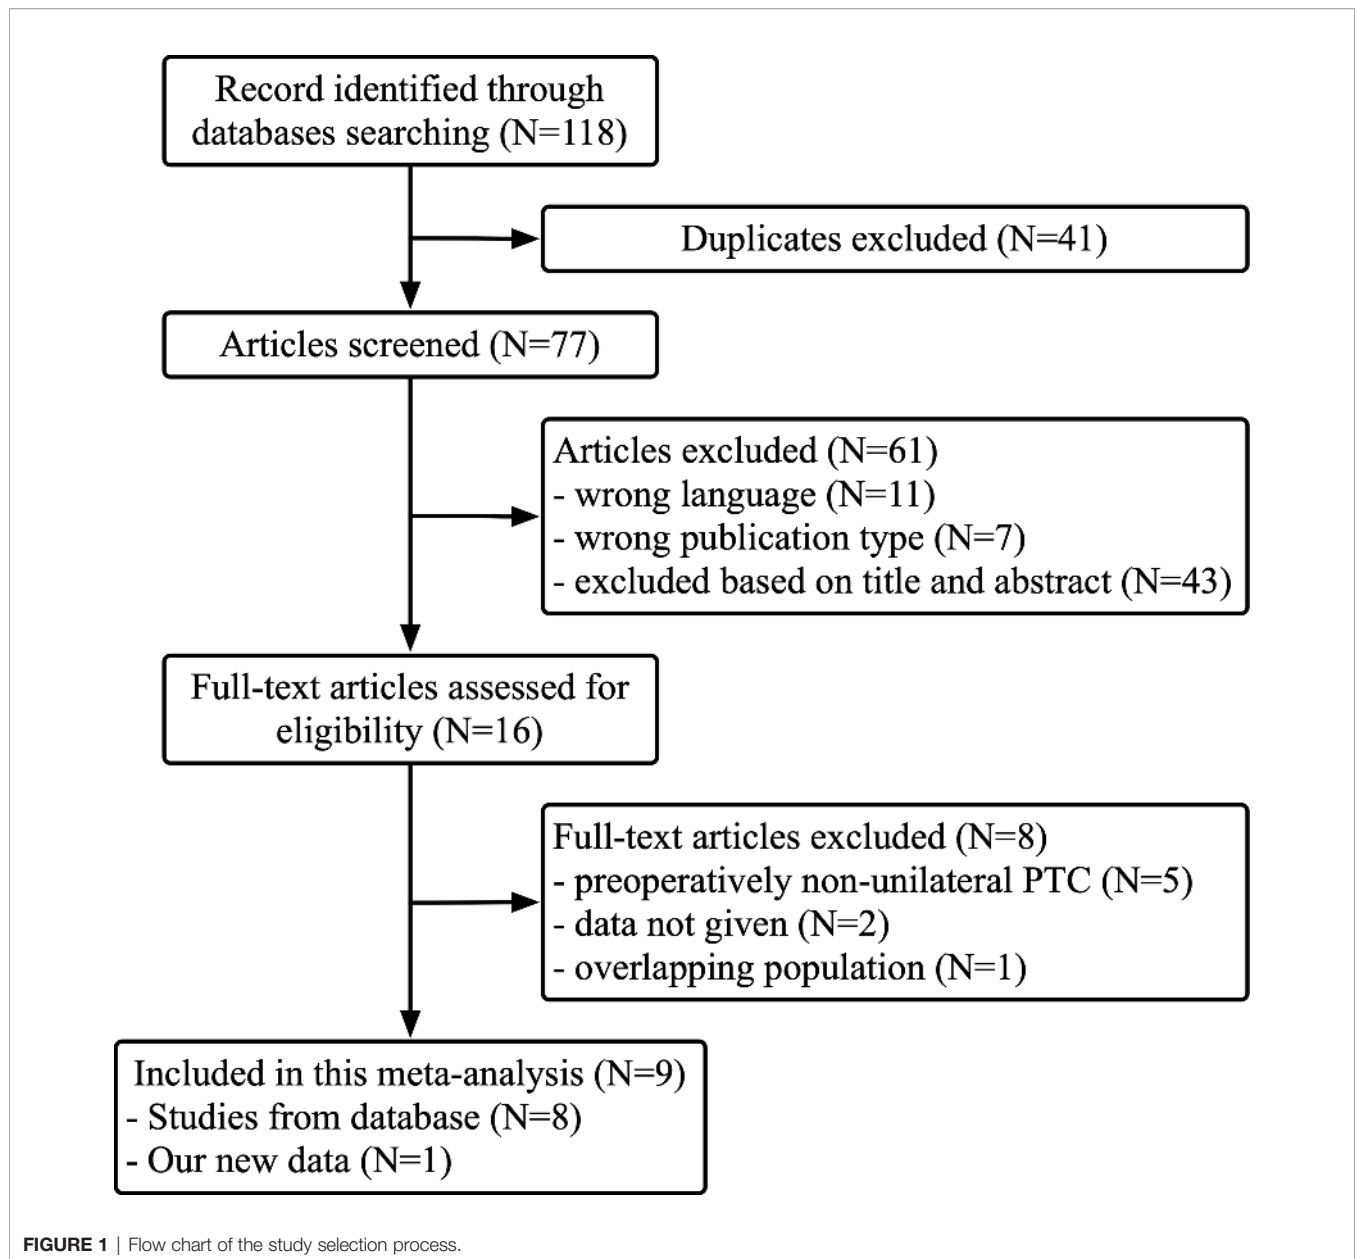 Record identified through
databases searching (N=118)
Duplicates excluded (N=41)
Articles screened (N=77)
Articles excluded (N=61)
- wrong language (N=11)
- wrong publication type (N=7)
- excluded based on title and abstract (N=43)
Full-text articles assessed for
eligibility (N=16)
Full-text articles excluded (N=8)
- preoperatively non-unilateral PTC (N=5)
- data not given (N=2)
- overlapping population (N=1)
Included in this meta-analysis (N=9)
- Studies from database (N=8)
- Our new data (N=1)
FIGURE 1 | Flow chart of the study selection process.